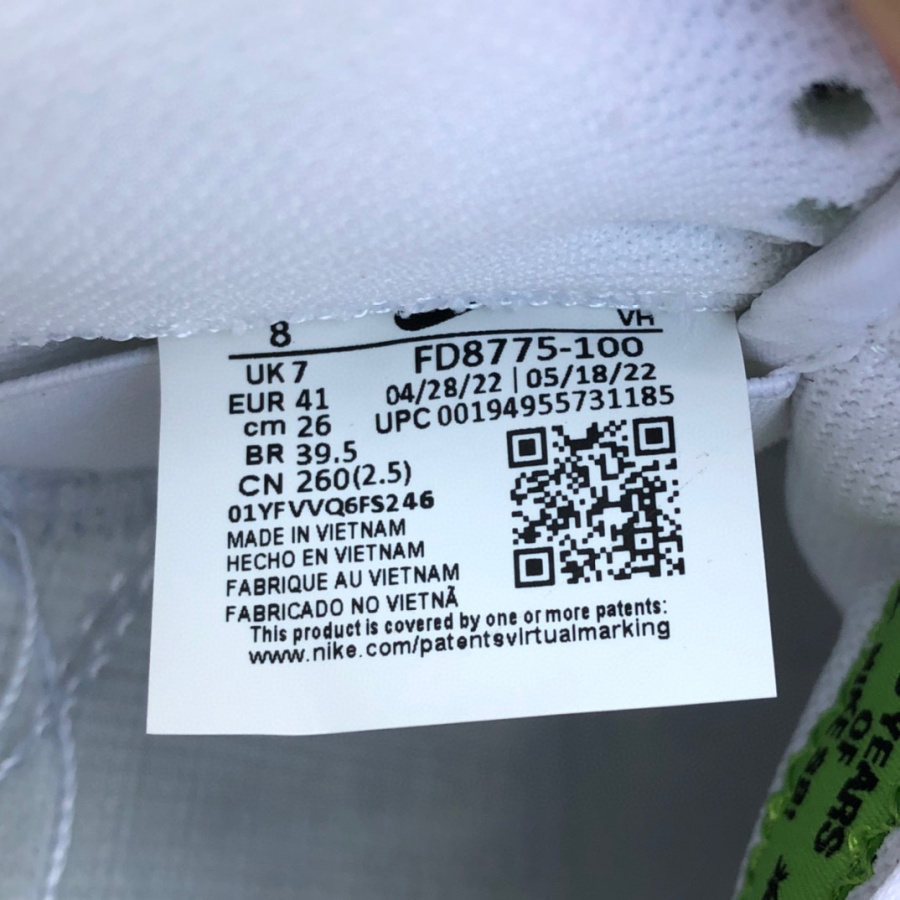 8 VH
UK 7 FD8775-100
EUR 41 04/28/22 | 05/18/22
cm 26 UPC 00194955731185
BR 39.5
CN 260(2.5)
01YFVVQ6FS246
MADE IN VIETNAM
HECHO EN VIETNAM
FABRIQUE AU VIETNAM
FABRICADO NO VIETNÃ
This product is covered by one or more patents:
www.nike.com/patentsvirtualmarking
YEARS
OF